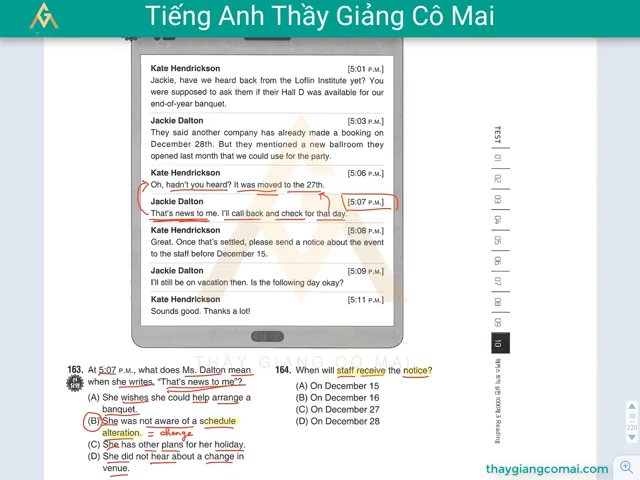 Tiếng Anh Thầy Giảng Cô Mai
Kate Hendrickson [5:01 P.M.]
Jackie, have we heard back from the Loflin Institute yet? You
were supposed to ask them if their Hall D was available for our
end-of-year banquet.
Jackie Dalton [5:03 P.M.]
They said another company has already made a booking on
December 28th. But they mentioned a new ballroom they
opened last month that we could use for the party.
Kate Hendrickson [5:06 P.M.]
Oh, hadn't you heard? It was moved to the 27th.
Jackie Dalton [5:07 P.M.]
That's news to me. I'll call back and check for that day.
Kate Hendrickson [5:08 P.M.]
Great. Once that's settled, please send a notice about the event
to the staff before December 15.
Jackie Dalton [5:09 P.M.]
I'll still be on vacation then. Is the following day okay?
Kate Hendrickson [5:11 P.M.]
Sounds good. Thanks a lot!
THẦY GIẢNG CÔ MAI
163. At 5:07 P.M., what does Ms. Dalton mean
when she writes, "That's news to me"?
(A) She wishes she could help arrange a
banquet.
(B) She was not aware of a schedule
alteration. = change
(C) She has other plans for her holiday.
(D) She did not hear about a change in
venue.
164. When will staff receive the notice?
(A) On December 15
(B) On December 16
(C) On December 27
(D) On December 28
TEST
01
02
03
04
05
06
07
08
09
10
thaygiangcomai.com